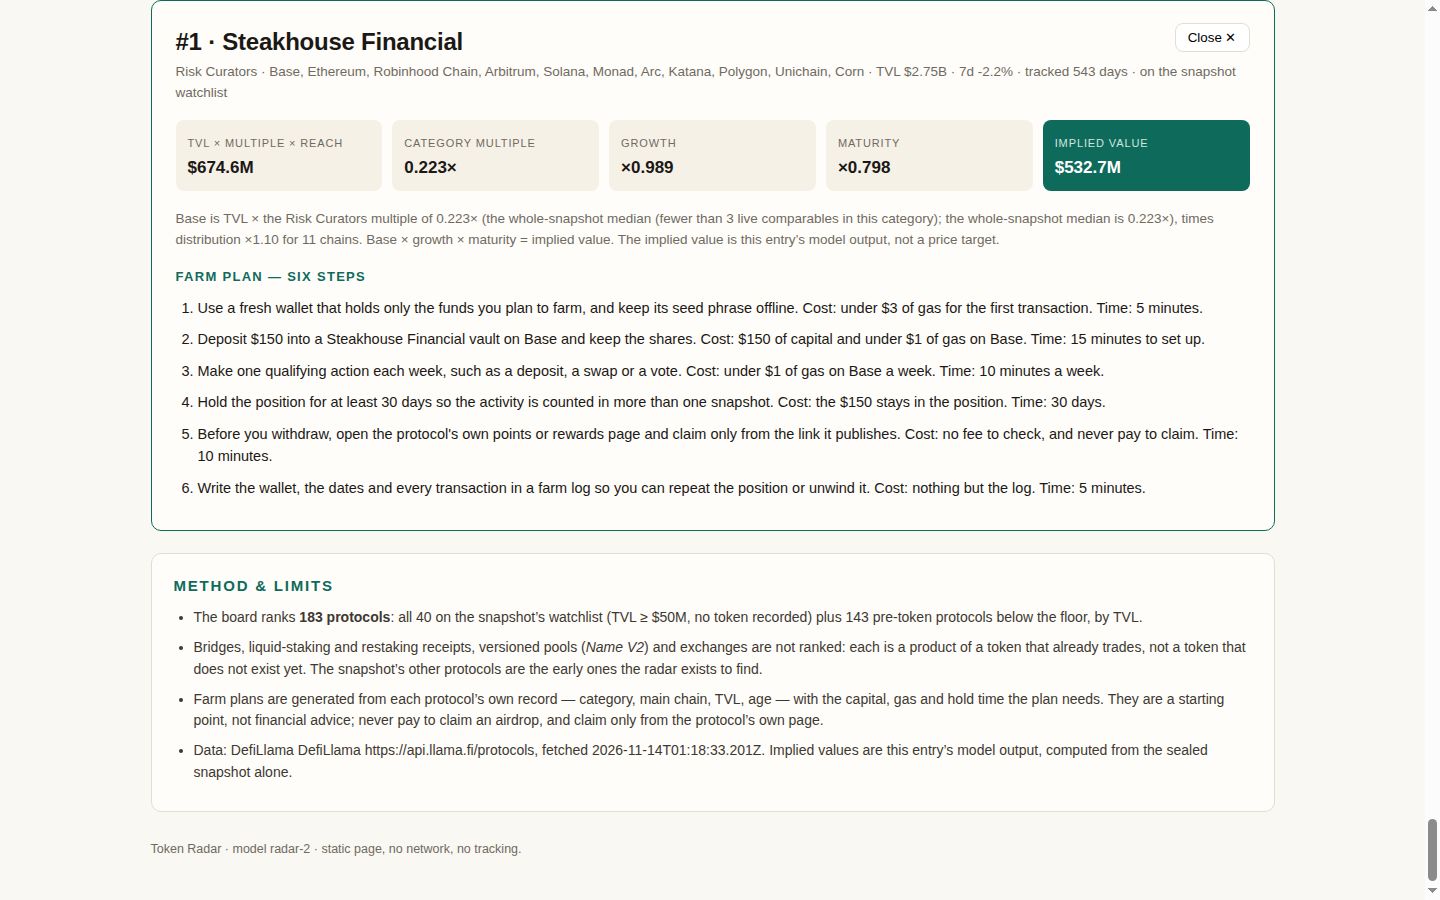 #1 · Steakhouse Financial
Close ✕
Risk Curators · Base, Ethereum, Robinhood Chain, Arbitrum, Solana, Monad, Arc, Katana, Polygon, Unichain, Corn · TVL $2.75B · 7d -2.2% · tracked 543 days · on the snapshot
watchlist
TVL × MULTIPLE × REACH
$674.6M
CATEGORY MULTIPLE
0.223×
GROWTH
×0.989
MATURITY
×0.798
IMPLIED VALUE
$532.7M
Base is TVL × the Risk Curators multiple of 0.223× (the whole-snapshot median (fewer than 3 live comparables in this category); the whole-snapshot median is 0.223×), times
distribution ×1.10 for 11 chains. Base × growth × maturity = implied value. The implied value is this entry's model output, not a price target.
FARM PLAN — SIX STEPS
1. Use a fresh wallet that holds only the funds you plan to farm, and keep its seed phrase offline. Cost: under $3 of gas for the first transaction. Time: 5 minutes.
2. Deposit $150 into a Steakhouse Financial vault on Base and keep the shares. Cost: $150 of capital and under $1 of gas on Base. Time: 15 minutes to set up.
3. Make one qualifying action each week, such as a deposit, a swap or a vote. Cost: under $1 of gas on Base a week. Time: 10 minutes a week.
4. Hold the position for at least 30 days so the activity is counted in more than one snapshot. Cost: the $150 stays in the position. Time: 30 days.
5. Before you withdraw, open the protocol's own points or rewards page and claim only from the link it publishes. Cost: no fee to check, and never pay to claim. Time:
10 minutes.
6. Write the wallet, the dates and every transaction in a farm log so you can repeat the position or unwind it. Cost: nothing but the log. Time: 5 minutes.
METHOD & LIMITS
• The board ranks 183 protocols: all 40 on the snapshot's watchlist (TVL ≥ $50M, no token recorded) plus 143 pre-token protocols below the floor, by TVL.
• Bridges, liquid-staking and restaking receipts, versioned pools (Name V2) and exchanges are not ranked: each is a product of a token that already trades, not a token that
does not exist yet. The snapshot's other protocols are the early ones the radar exists to find.
• Farm plans are generated from each protocol's own record — category, main chain, TVL, age — with the capital, gas and hold time the plan needs. They are a starting
point, not financial advice; never pay to claim an airdrop, and claim only from the protocol's own page.
• Data: DefiLlama DefiLlama https://api.llama.fi/protocols, fetched 2026-11-14T01:18:33.201Z. Implied values are this entry's model output, computed from the sealed
snapshot alone.
Token Radar · model radar-2 · static page, no network, no tracking.